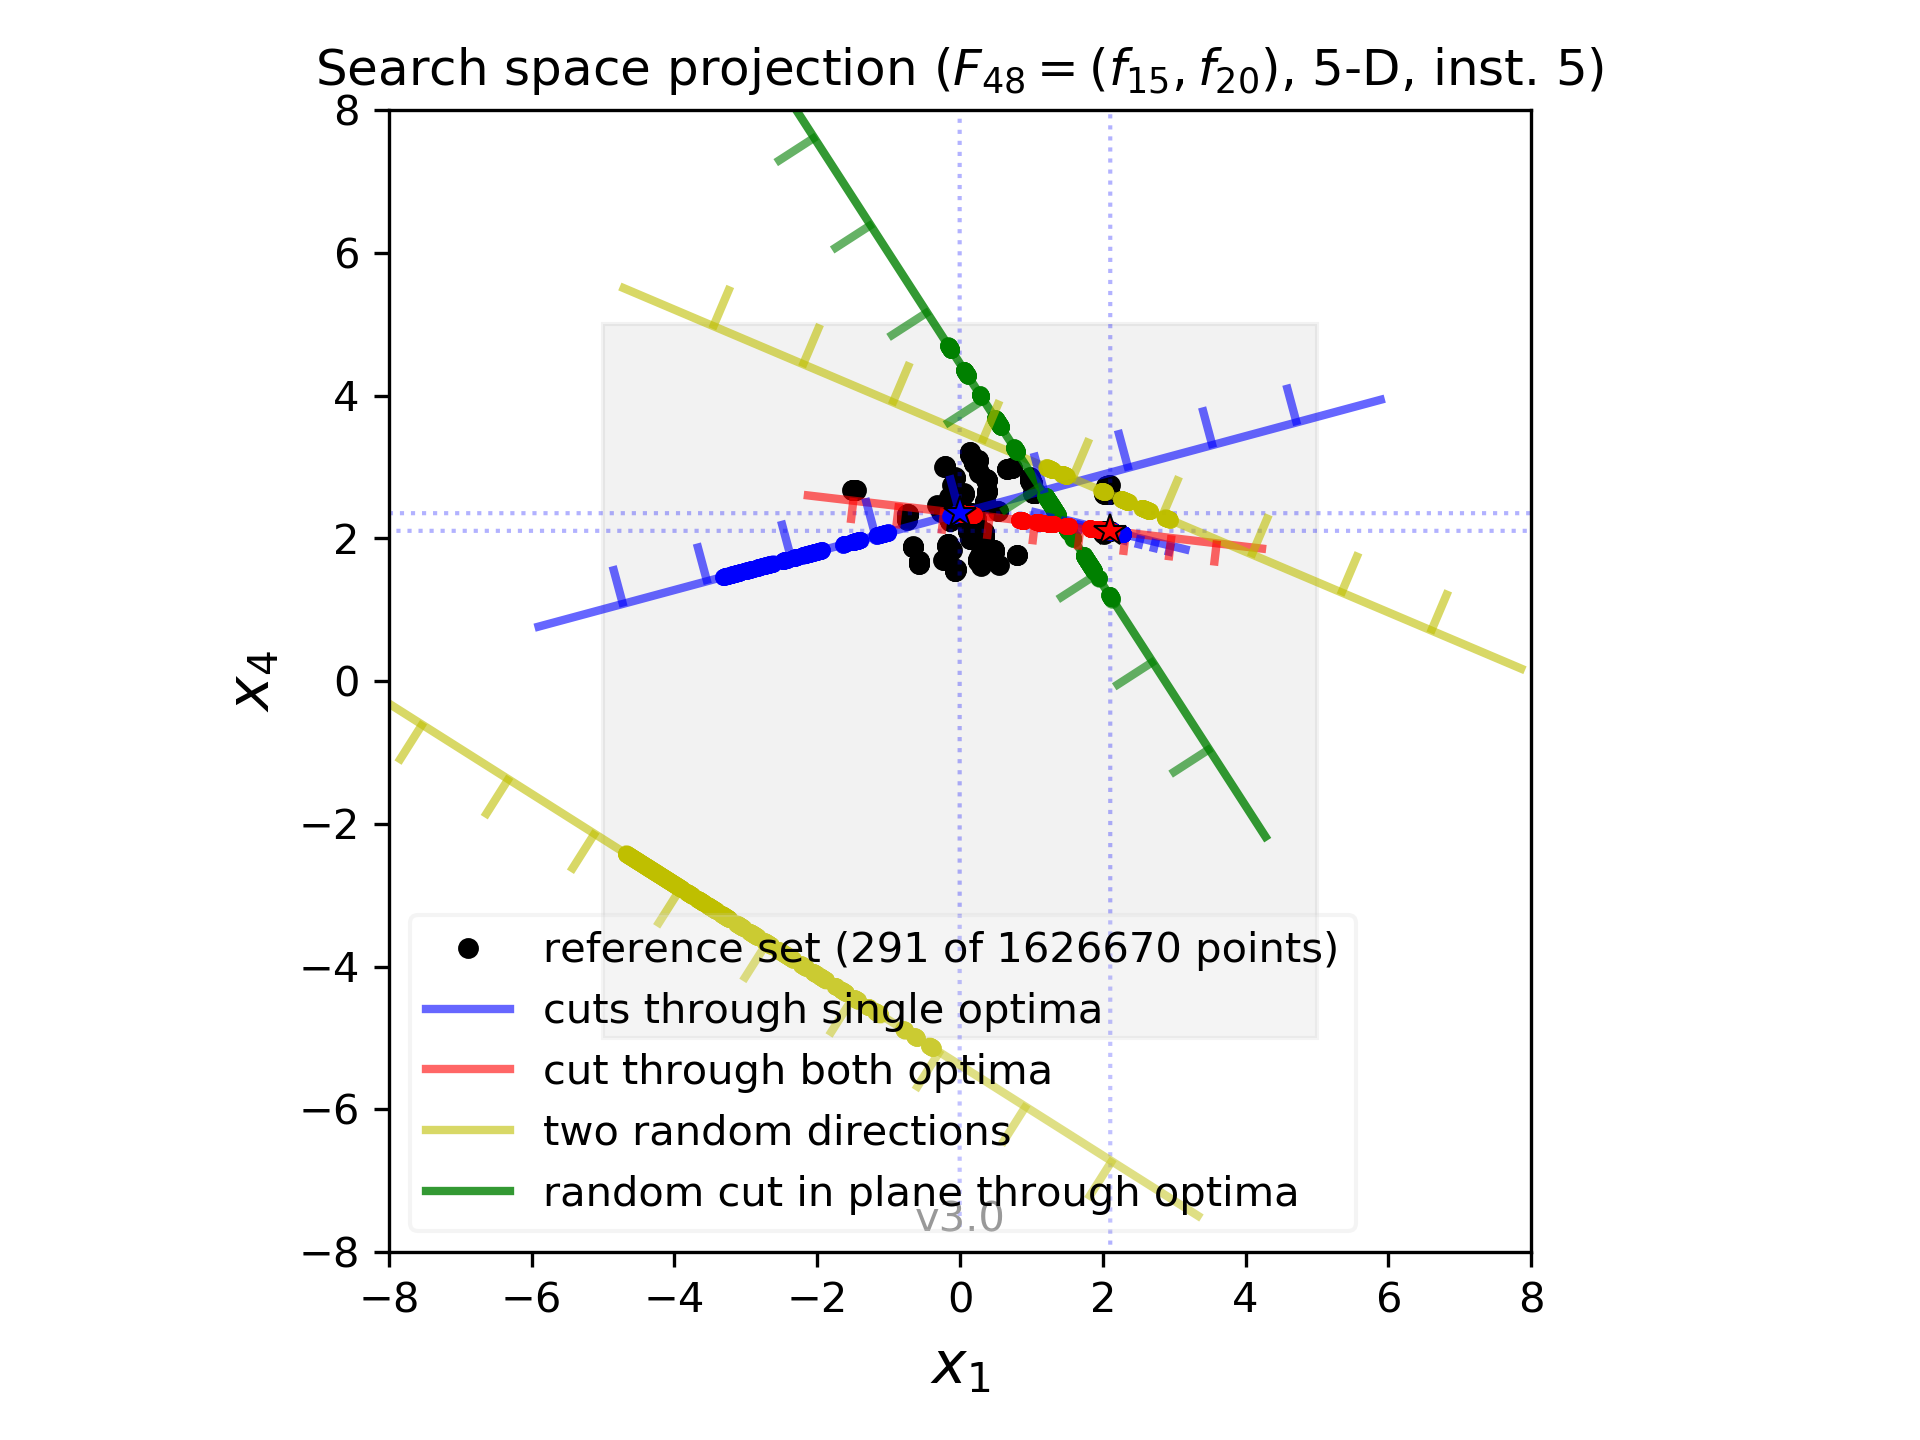 Search space projection (F48 = (f15, f20), 5-D, inst. 5)
8
6
4
2
0
−2
−4
−6
−8
x4
reference set (291 of 1626670 points)
cuts through single optima
cut through both optima
two random directions
random cut in plane through optima
v3.0
−8 −6 −4 −2 0 2 4 6 8
x1